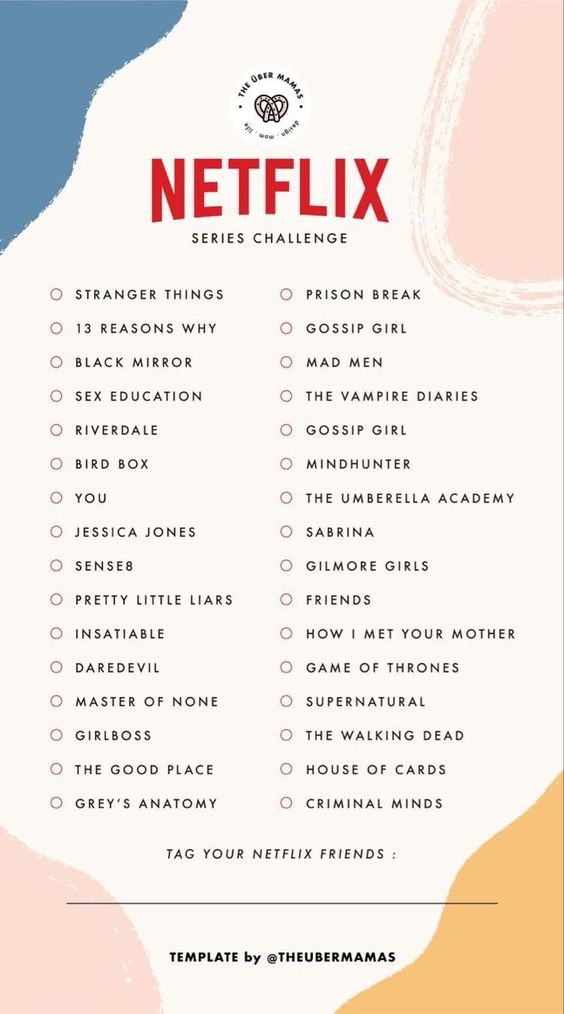 THE ÜBER MAMAS
design · mom · life
NETFLIX
SERIES CHALLENGE
STRANGER THINGS
13 REASONS WHY
BLACK MIRROR
SEX EDUCATION
RIVERDALE
BIRD BOX
YOU
JESSICA JONES
SENSE8
PRETTY LITTLE LIARS
INSATIABLE
DAREDEVIL
MASTER OF NONE
GIRLBOSS
THE GOOD PLACE
GREY'S ANATOMY
PRISON BREAK
GOSSIP GIRL
MAD MEN
THE VAMPIRE DIARIES
GOSSIP GIRL
MINDHUNTER
THE UMBERELLA ACADEMY
SABRINA
GILMORE GIRLS
FRIENDS
HOW I MET YOUR MOTHER
GAME OF THRONES
SUPERNATURAL
THE WALKING DEAD
HOUSE OF CARDS
CRIMINAL MINDS
TAG YOUR NETFLIX FRIENDS :
TEMPLATE by @THEUBERMAMAS